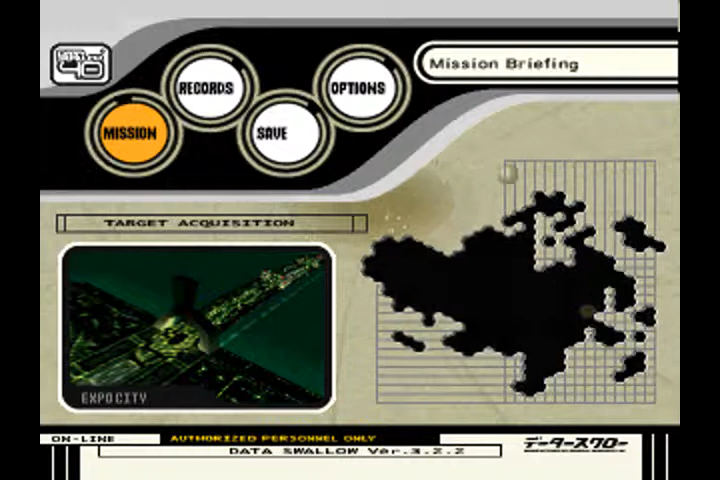 RECORDS
OPTIONS
Mission Briefing
MISSION
SAVE
TARGET ACQUISITION
EXPO CITY
ON-LINE
AUTHORIZED PERSONNEL ONLY
データースワロー
DATA SWALLOW Ver.3.2.2